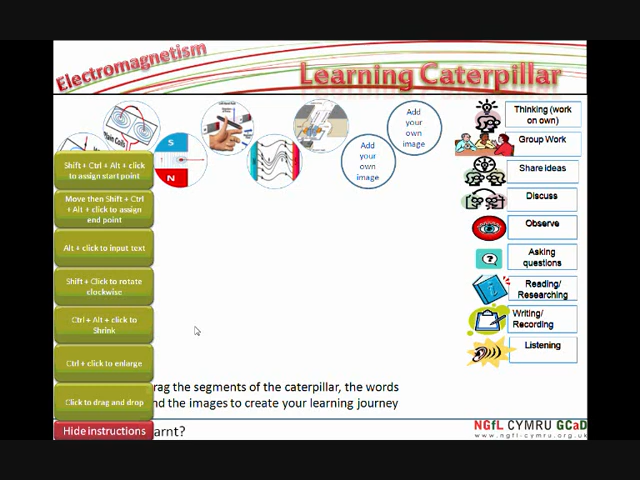 Electromagnetism
Learning Caterpillar
S
N
Add
your
own
image
Add
your
own
image
Shift + Ctrl + Alt + click
to assign start point
Move then Shift + Ctrl
+ Alt + click to assign
end point
Alt + click to input text
Shift + Click to rotate
clockwise
Ctrl + Alt + click to
Shrink
Ctrl + click to enlarge
Click to drag and drop
Hide instructions
Thinking (work
on own)
Group Work
Share ideas
Discuss
Observe
?
Asking
questions
Reading/
Researching
Writing/
Recording
Listening
rag the segments of the caterpillar, the words
nd the images to create your learning journey
arnt?
NGfL CYMRU GCaD
www.ngfl-cymru.org.uk